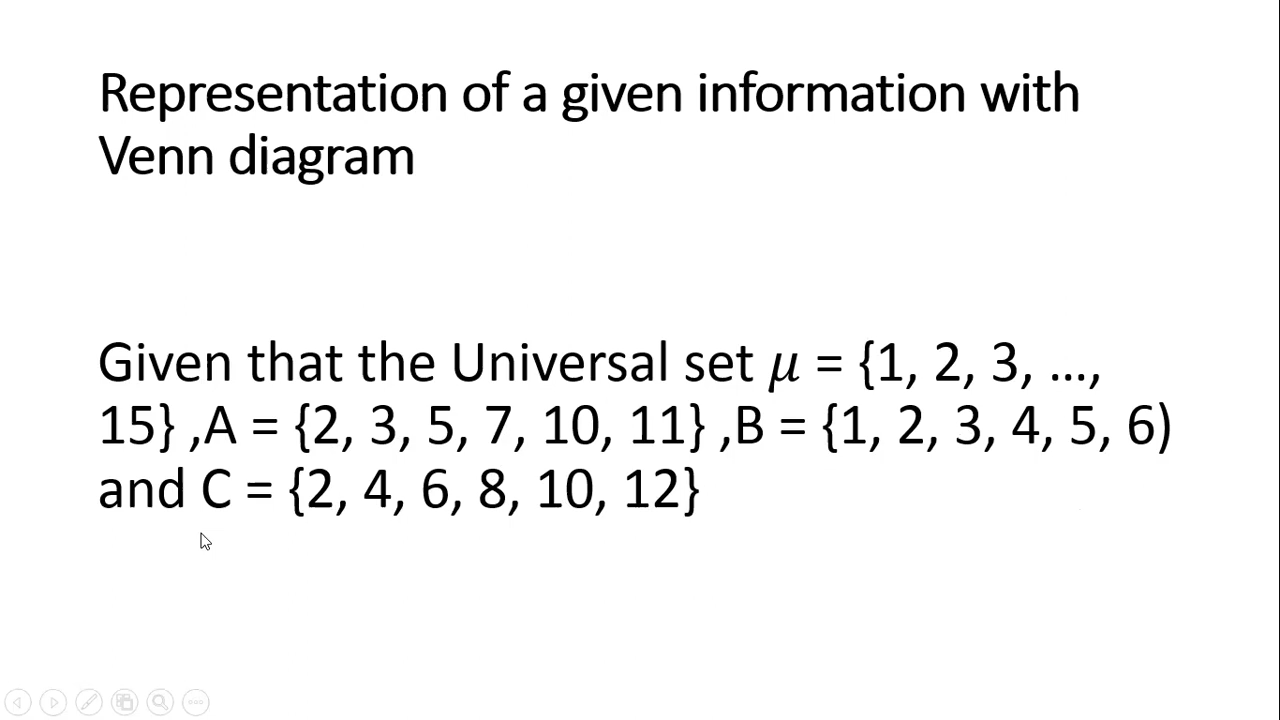 Representation of a given information with
Venn diagram
Given that the Universal set 𝜇 = {1, 2, 3, …,
15} ,A = {2, 3, 5, 7, 10, 11} ,B = {1, 2, 3, 4, 5, 6)
and C = {2, 4, 6, 8, 10, 12}